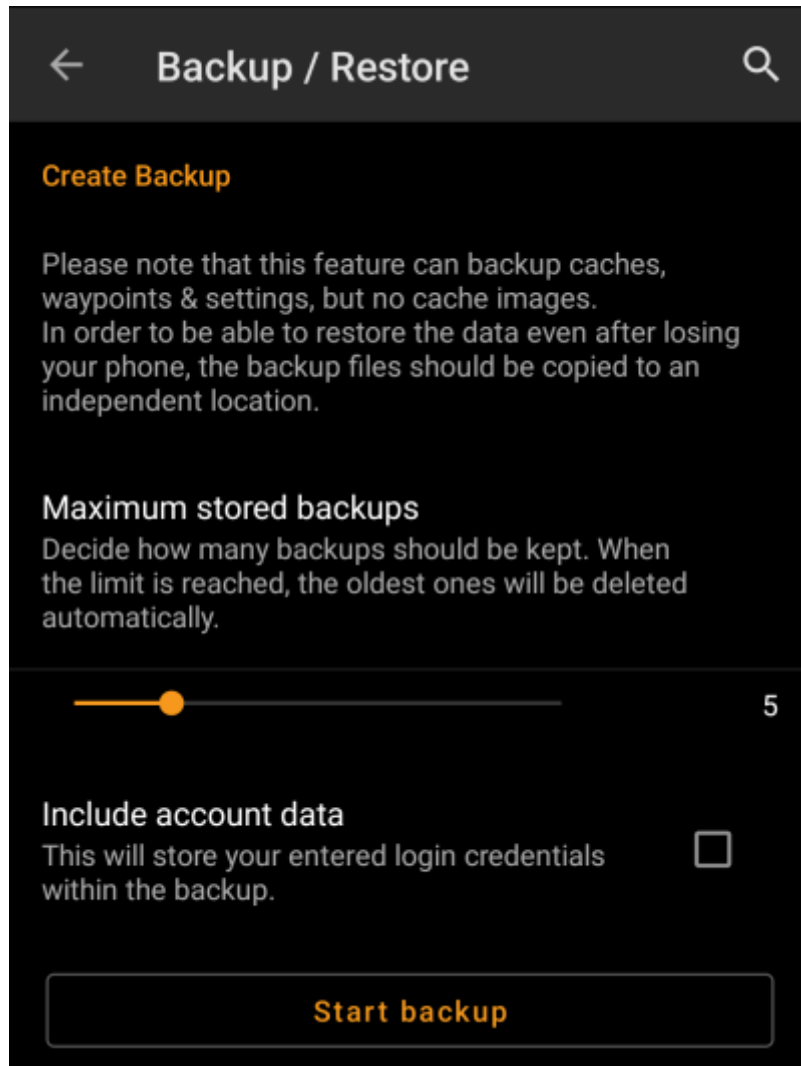 Backup / Restore
Create Backup
Please note that this feature can backup caches,
waypoints & settings, but no cache images.
In order to be able to restore the data even after losing
your phone, the backup files should be copied to an
independent location.
Maximum stored backups
Decide how many backups should be kept. When
the limit is reached, the oldest ones will be deleted
automatically.
5
Include account data
This will store your entered login credentials
within the backup.
Start backup